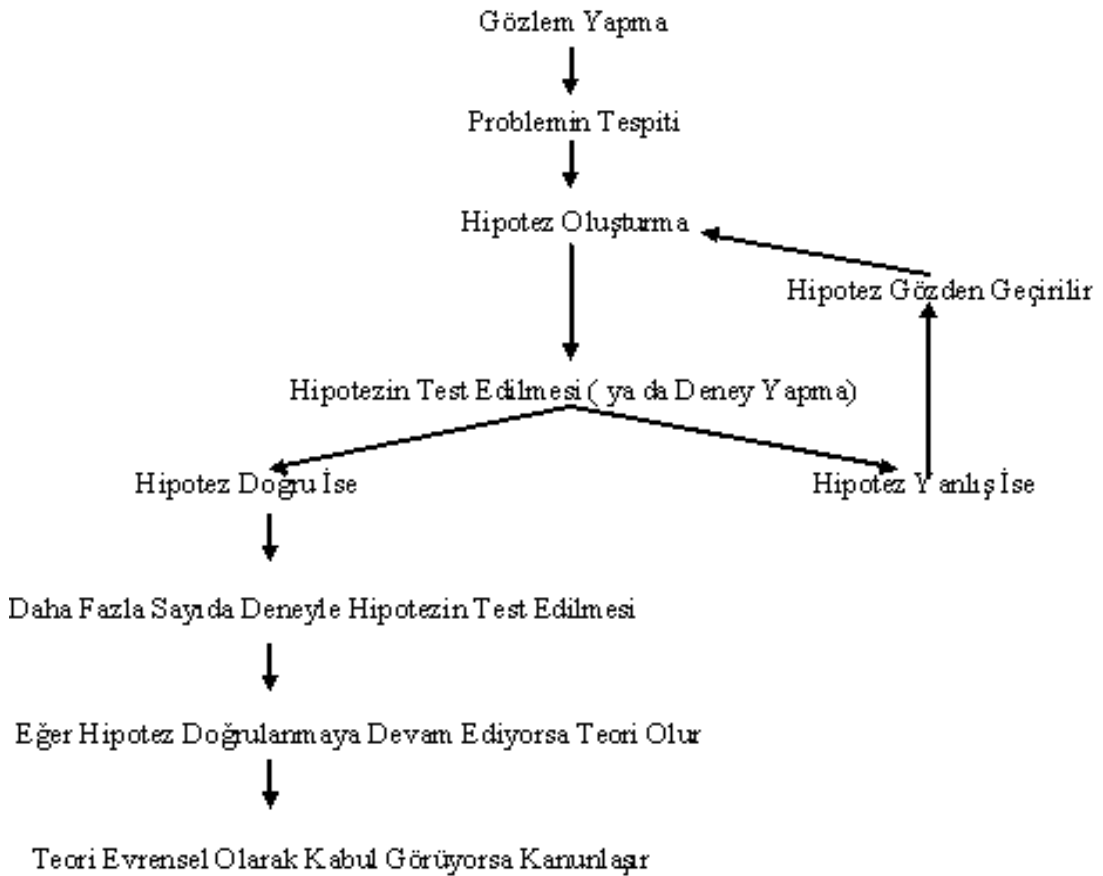 Gözlem Yapma
Problemin Tespiti
Hipotez Oluşturma
Hipotez Gözden Geçirilir
Hipotezin Test Edilmesi ( ya da Deney Yapma)
Hipotez Doğru İse
Hipotez Yanlış İse
Daha Fazla Sayıda Deneyle Hipotezin Test Edilmesi
Eğer Hipotez Doğrulanmaya Devam Ediyorsa Teori Olur
Teori Evrensel Olarak Kabul Görüyorsa Kanunlaşır